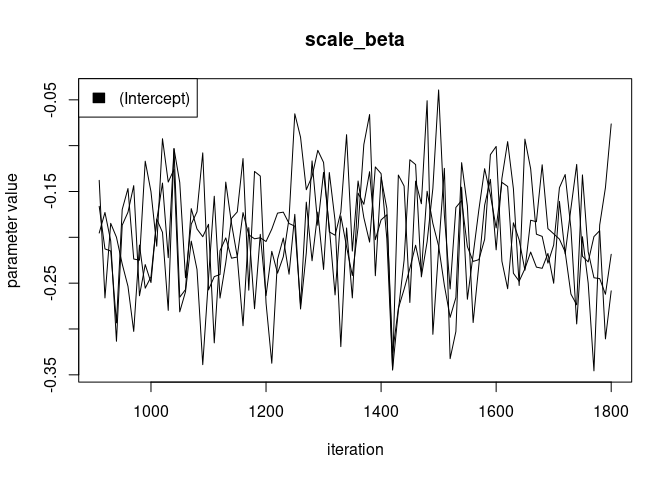 scale_beta
(Intercept)
parameter value
-0.05
-0.15
-0.25
-0.35
1000 1200 1400 1600 1800
iteration